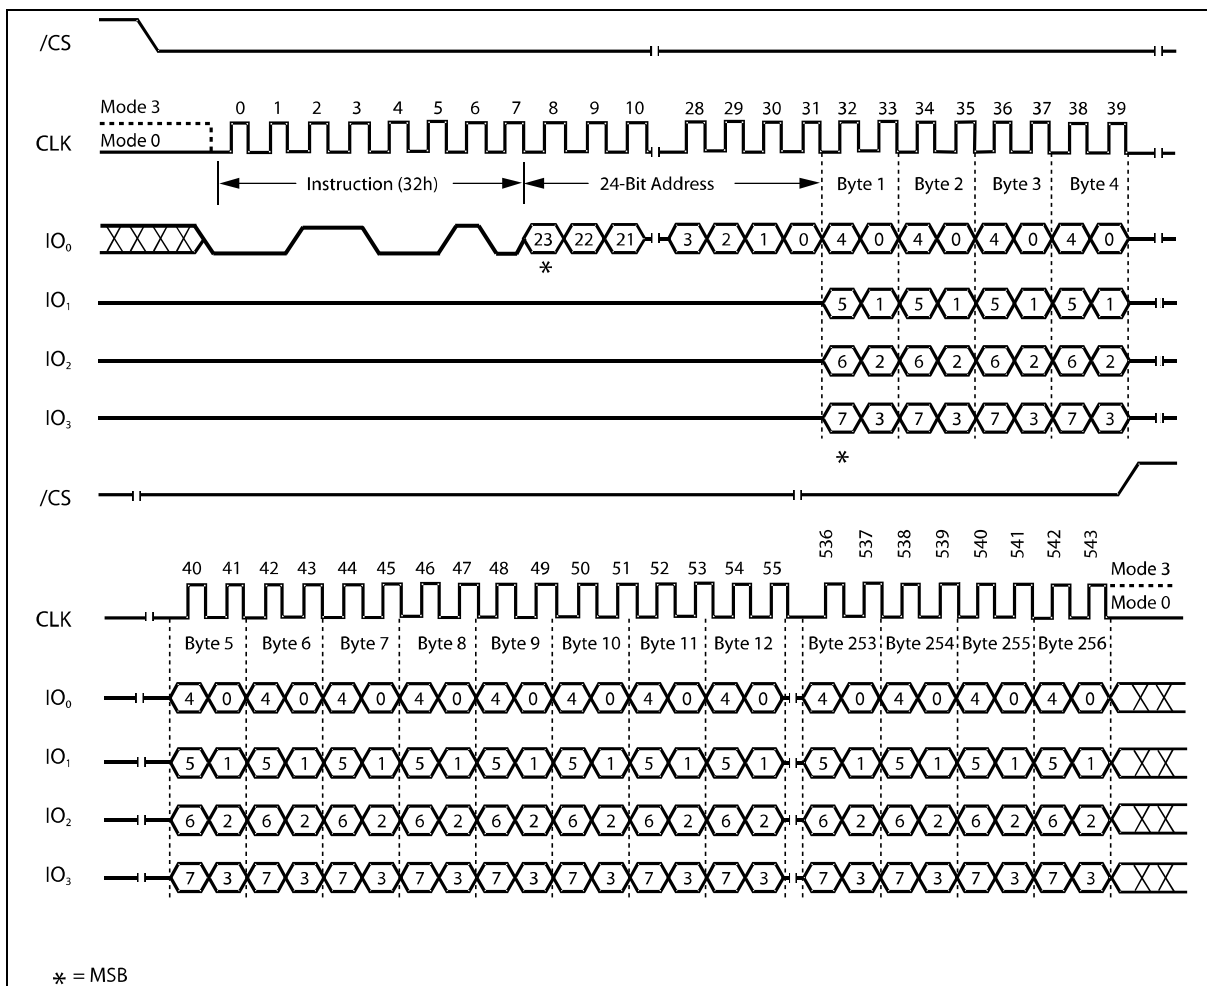 /CS
Mode 3
0 1 2 3 4 5 6 7 8 9 10 28 29 30 31 32 33 34 35 36 37 38 39
CLK
Mode 0
Instruction (32h) 24-Bit Address Byte 1 Byte 2 Byte 3 Byte 4
IO₀ 23 22 21 3 2 1 0 4 0 4 0 4 0 4 0
*
IO₁ 5 1 5 1 5 1 5 1
IO₂ 6 2 6 2 6 2 6 2
IO₃ 7 3 7 3 7 3 7 3
*
/CS
40 41 42 43 44 45 46 47 48 49 50 51 52 53 54 55 536 537 538 539 540 541 542 543
Mode 3
CLK
Mode 0
Byte 5 Byte 6 Byte 7 Byte 8 Byte 9 Byte 10 Byte 11 Byte 12 Byte 253 Byte 254 Byte 255 Byte 256
IO₀ 4 0 4 0 4 0 4 0 4 0 4 0 4 0 4 0 4 0 4 0 4 0 4 0
IO₁ 5 1 5 1 5 1 5 1 5 1 5 1 5 1 5 1 5 1 5 1 5 1 5 1
IO₂ 6 2 6 2 6 2 6 2 6 2 6 2 6 2 6 2 6 2 6 2 6 2 6 2
IO₃ 7 3 7 3 7 3 7 3 7 3 7 3 7 3 7 3 7 3 7 3 7 3 7 3
* = MSB